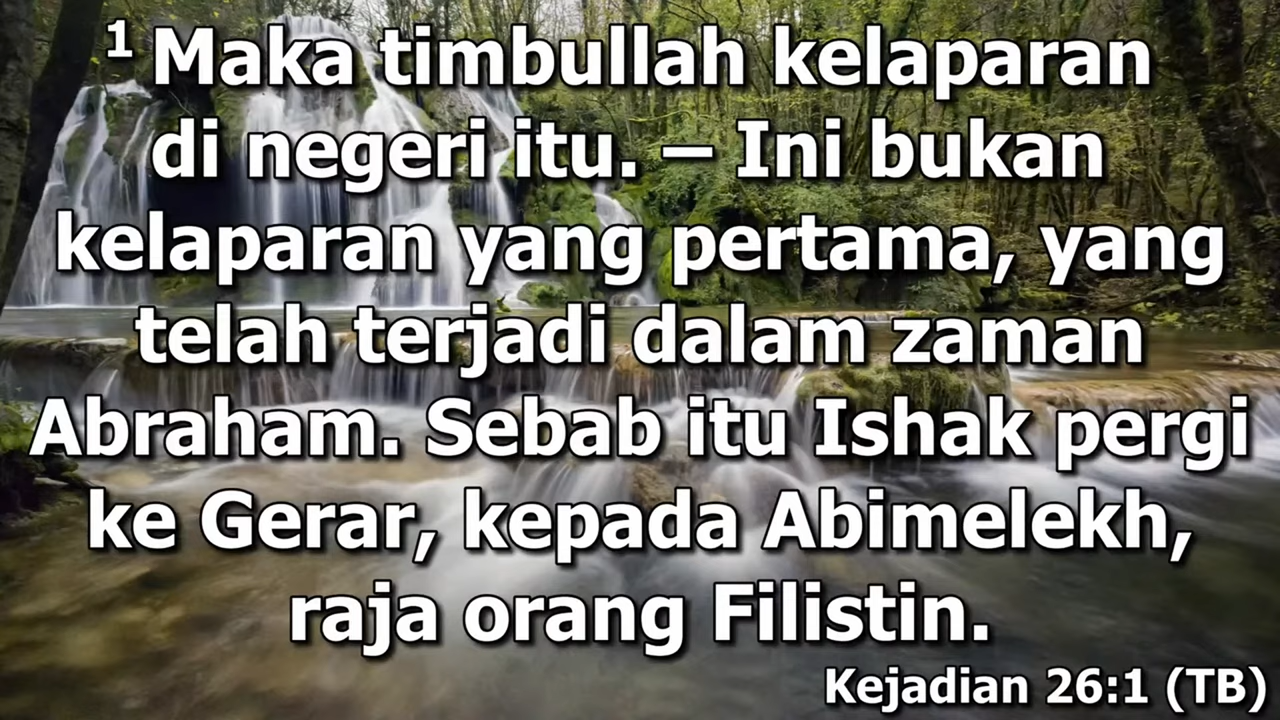 ¹ Maka timbullah kelaparan
di negeri itu. – Ini bukan
kelaparan yang pertama, yang
telah terjadi dalam zaman
Abraham. Sebab itu Ishak pergi
ke Gerar, kepada Abimelekh,
raja orang Filistin.
Kejadian 26:1 (TB)